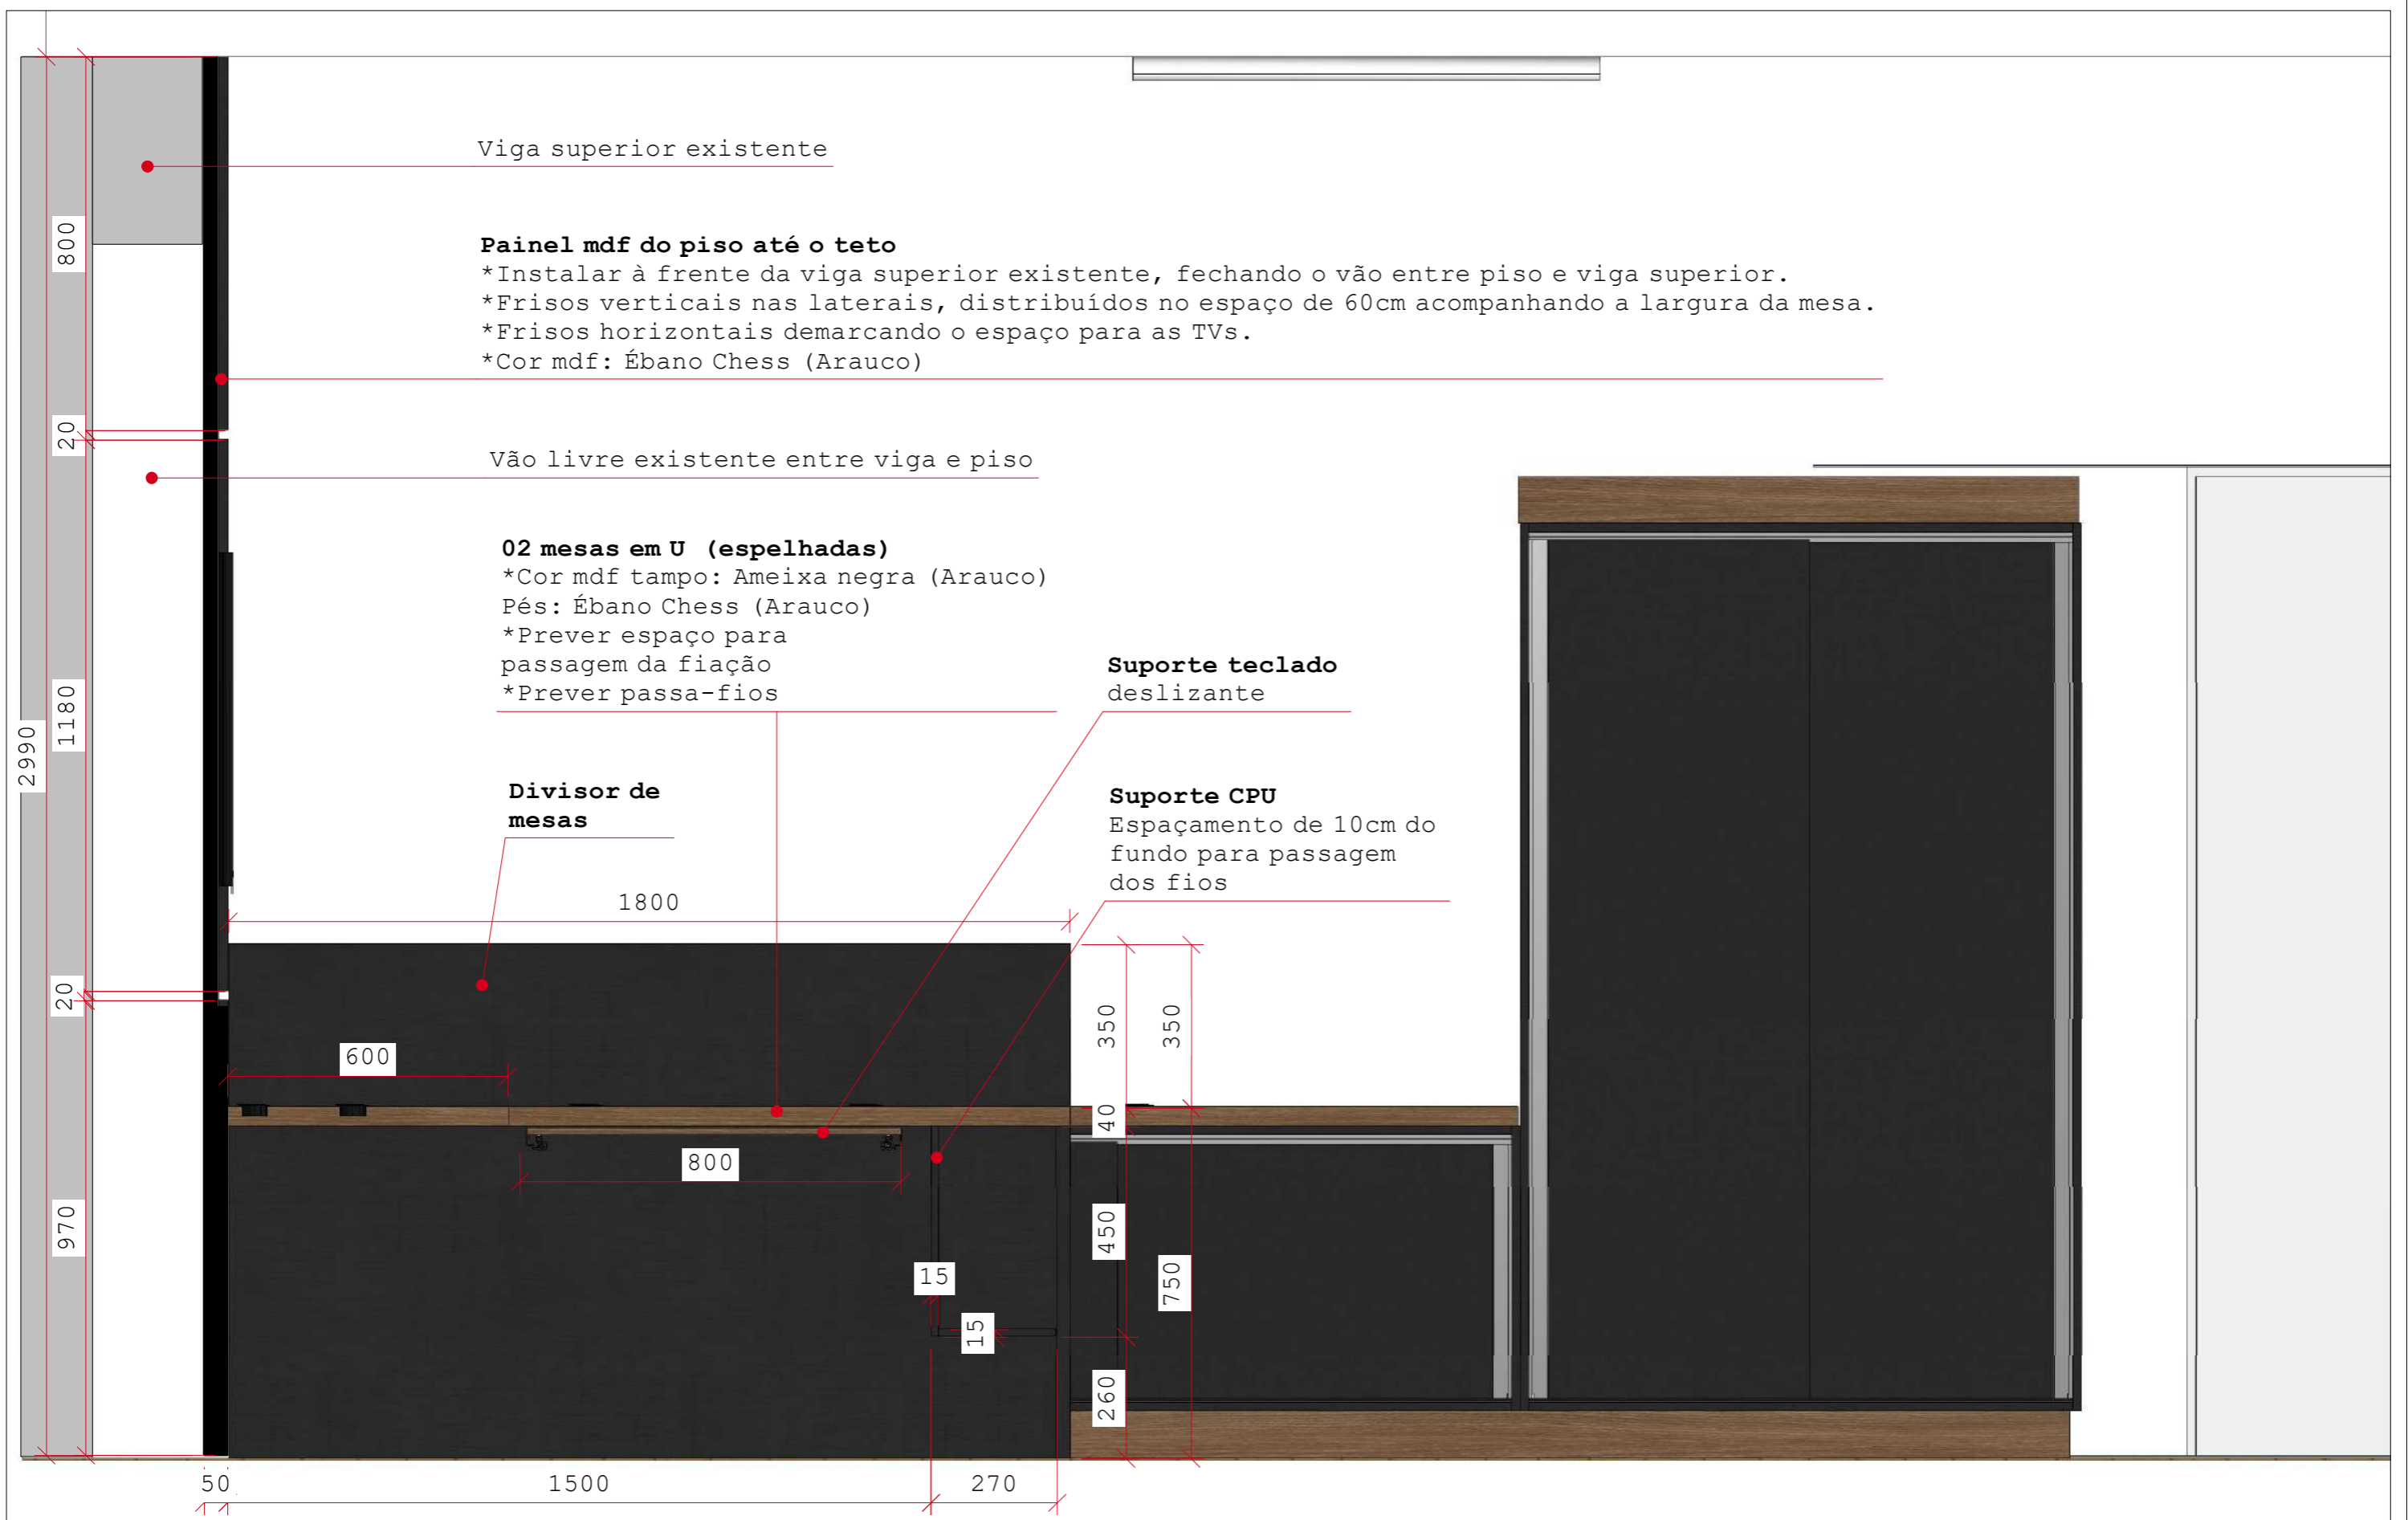 Viga superior existente
Painel mdf do piso até o teto
*Instalar à frente da viga superior existente, fechando o vão entre piso e viga superior.
*Frisos verticais nas laterais, distribuídos no espaço de 60cm acompanhando a largura da mesa.
*Frisos horizontais demarcando o espaço para as TVs.
*Cor mdf: Ébano Chess (Arauco)
Vão livre existente entre viga e piso
02 mesas em U (espelhadas)
*Cor mdf tampo: Ameixa negra (Arauco)
Pés: Ébano Chess (Arauco)
*Prever espaço para
passagem da fiação
*Prever passa-fios
Suporte teclado
deslizante
Divisor de
mesas
Suporte CPU
Espaçamento de 10cm do
fundo para passagem
dos fios
2990
800
20
1180
20
970
1800
600
800
350
350
40
450
750
260
15
15
50
1500
270